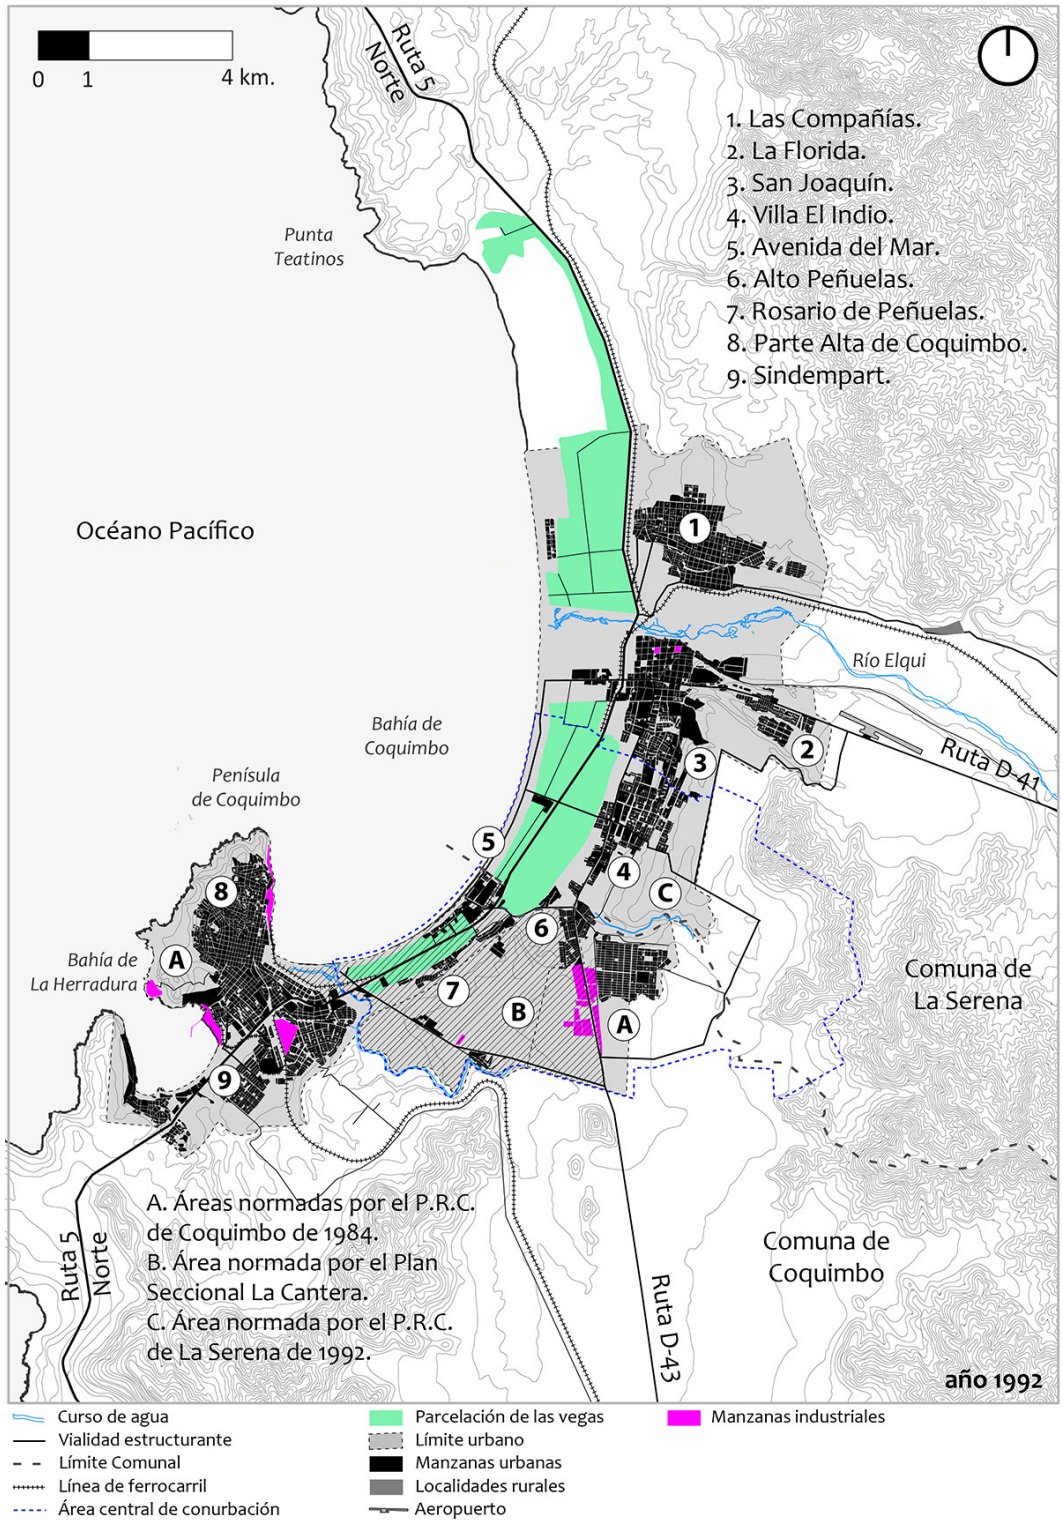 0 1 4 km.
Ruta 5
Norte
1. Las Compañías.
2. La Florida.
3. San Joaquín.
4. Villa El Indio.
5. Avenida del Mar.
6. Alto Peñuelas.
7. Rosario de Peñuelas.
8. Parte Alta de Coquimbo.
9. Sindempart.
Punta
Teatinos
Océano Pacífico
1
Río Elqui
Bahía de
Coquimbo
2
Ruta D-41
3
Península
de Coquimbo
5
4
8
C
6
A
Bahía de
La Herradura
Comuna de
La Serena
7
B
A
9
A. Áreas normadas por el P.R.C.
de Coquimbo de 1984.
B. Área normada por el Plan
Seccional La Cantera.
C. Área normada por el P.R.C.
de La Serena de 1992.
Ruta 5
Norte
Comuna de
Coquimbo
Ruta D-43
año 1992
Curso de agua
Vialidad estructurante
Límite Comunal
Línea de ferrocarril
Área central de conurbación
Parcelación de las vegas
Límite urbano
Manzanas urbanas
Localidades rurales
Aeropuerto
Manzanas industriales